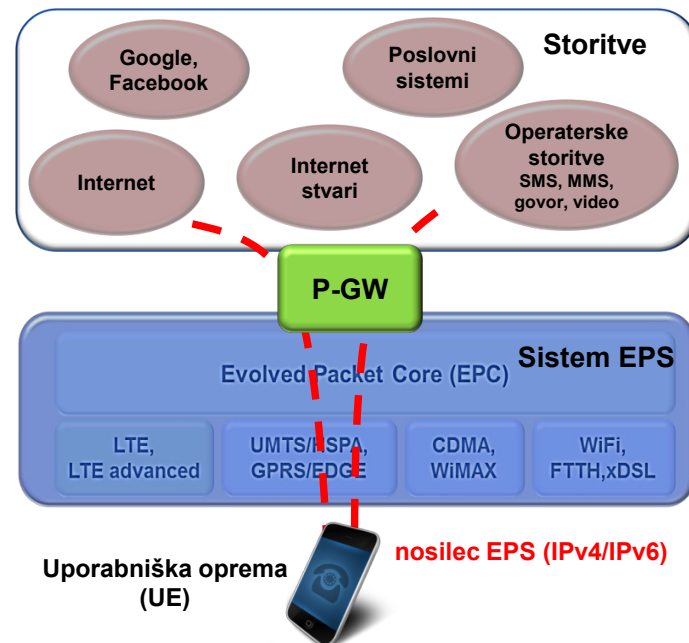 Storitve
Google,
Facebook
Poslovni
sistemi
Internet
Internet
stvari
Operaterske
storitve
SMS, MMS,
govor, video
P-GW
Sistem EPS
Evolved Packet Core (EPC)
LTE,
LTE advanced
UMTS/HSPA,
GPRS/EDGE
CDMA,
WiMAX
WiFi,
FTTH,xDSL
nosilec EPS (IPv4/IPv6)
Uporabniška oprema
(UE)